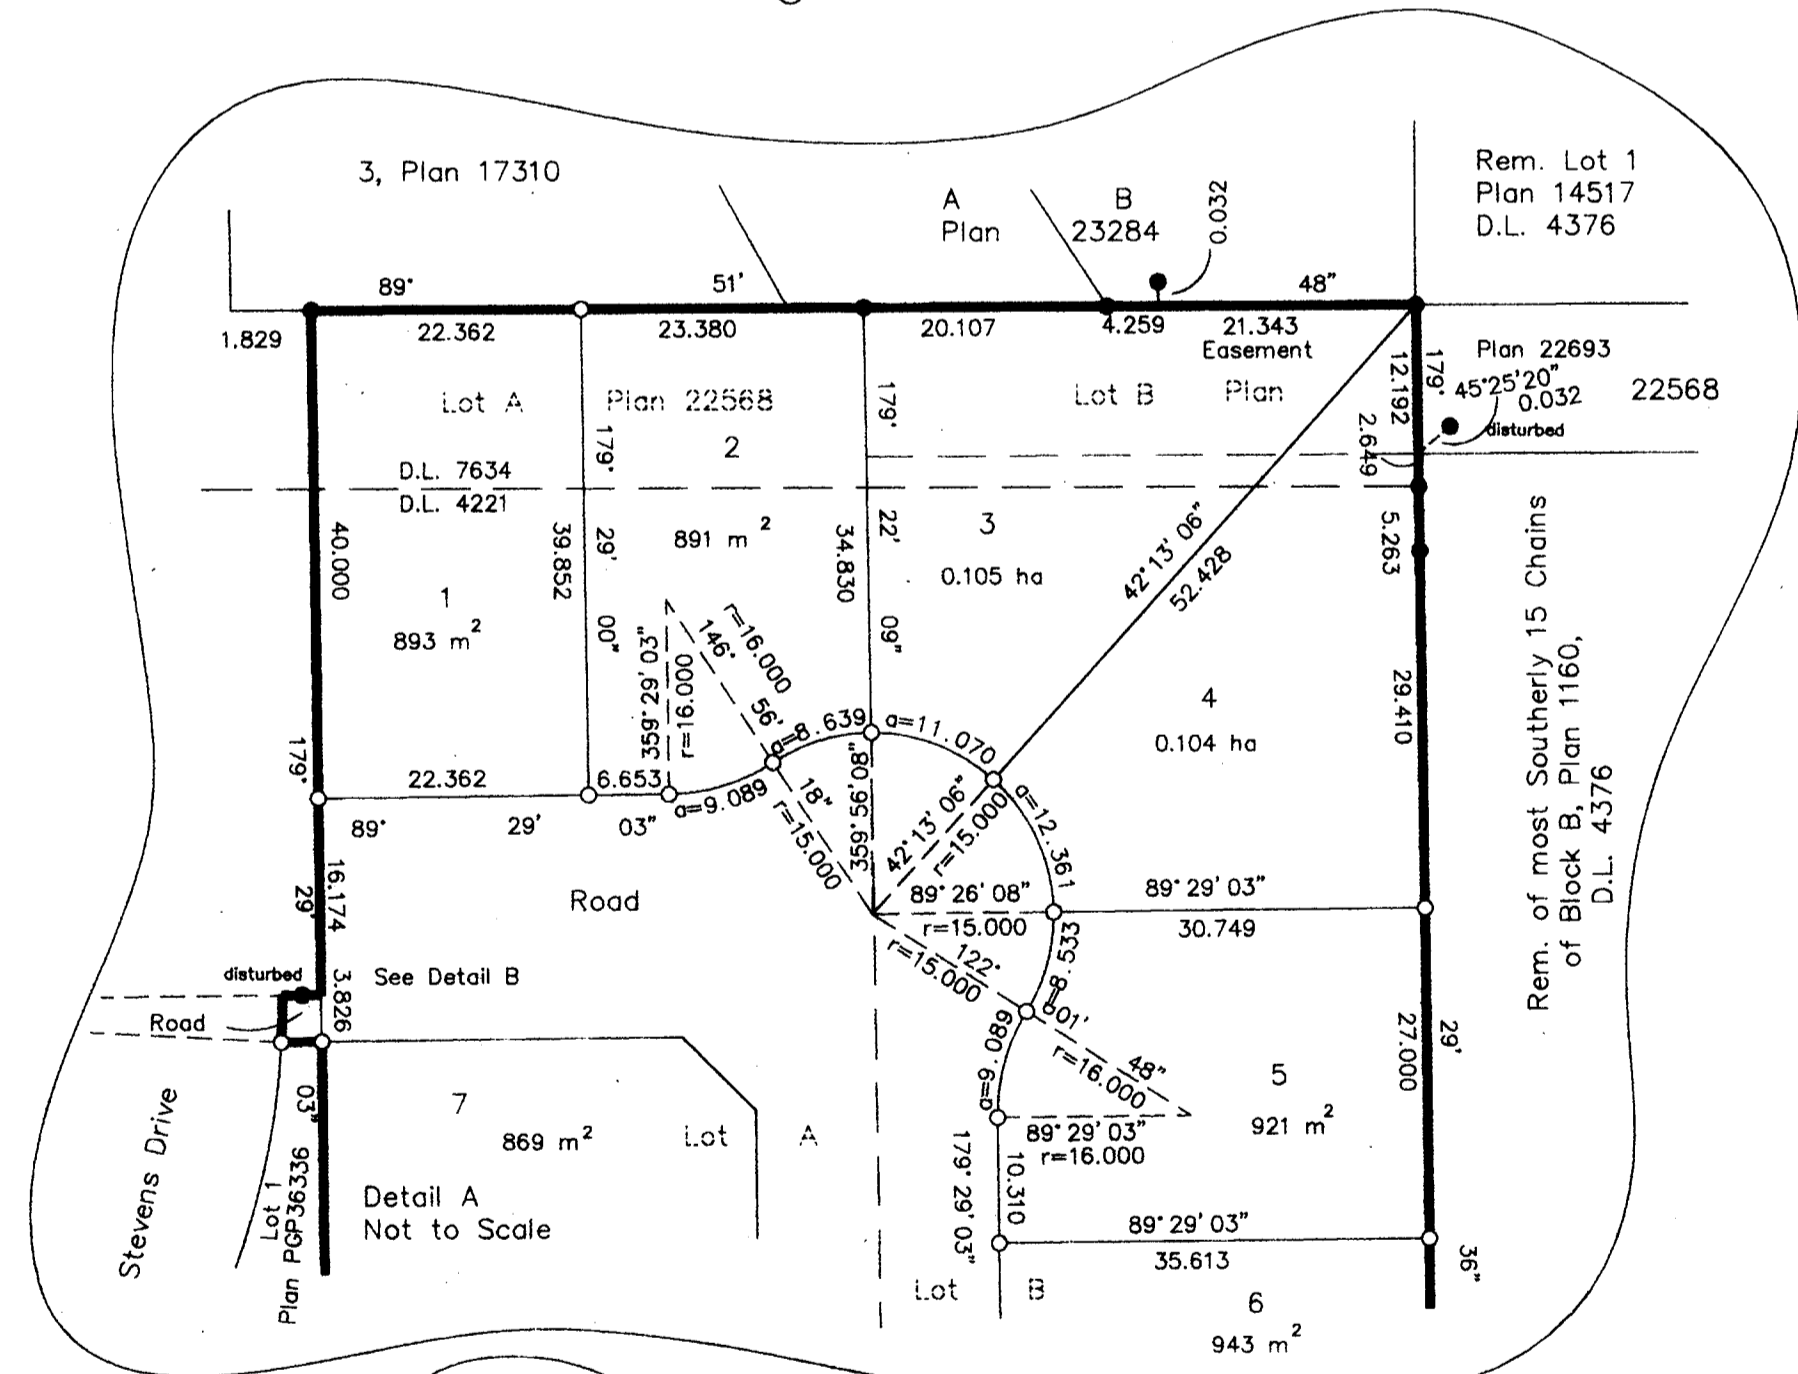 3, Plan 17310
A
B
Plan
23284
0.032
Rem. Lot 1
Plan 14517
D.L. 4376
89°
51'
48"
1.829
22.362
23.380
20.107
4.259
21.343
Easement
Plan 22693
179°
12.192
45°25'20"
0.032
22568
disturbed
2.649
Lot A
Plan 22568
Lot B
Plan
179°
179°
2
D.L. 7634
D.L. 4221
40.000
39.852
29'
891 m²
34.830
22'
3
0.105 ha
42°13' 06"
52.428
5.263
Rem. of most Southerly 15 Chains
of Block B, Plan 1160,
D.L. 4376
1
893 m²
00"
09"
359°29' 03"
r=16.000
146°
r=16.000
56'
4
0.104 ha
29.410
179°
22.362
6.653
a=9.089
a=8.639
a=11.070
a=12.361
89°
29'
03"
18"
r=15.000
359°56'08"
42°13' 06"
r=15.000
16.174
29'
Road
89°26' 08"
r=15.000
89°29' 03"
30.749
122°
r=15.000
a=8.533
disturbed
See Detail B
3.826
Road
01'
48"
r=16.000
a=9.089
27.000
29'
5
921 m²
03"
7
869 m²
Lot
A
89°29' 03"
r=16.000
179°29' 03"
10.310
Stevens Drive
Lot 1
Plan PGP36336
Detail A
Not to Scale
89°29' 03"
35.613
36"
Lot
B
6
943 m²